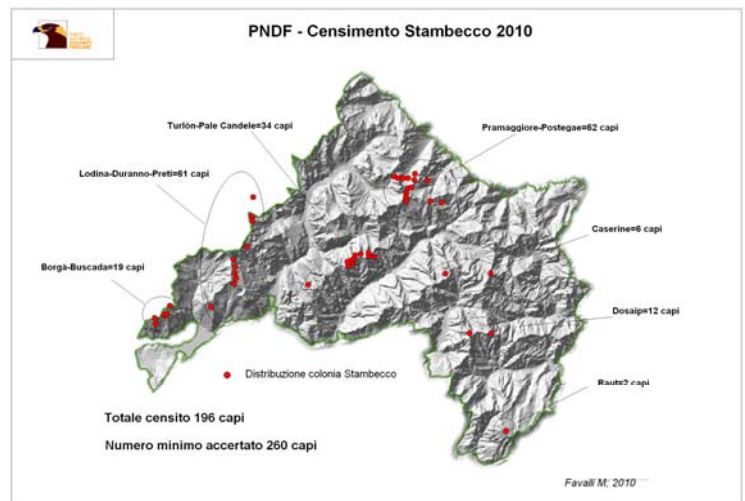 PNDF - Censimento Stambecco 2010
Turlòn-Pale Candele=34 capi
Pramaggiore-Postegae=62 capi
Lodina-Duranno-Preti=61 capi
Caserine=6 capi
Borgà-Buscada=19 capi
Dosaip=12 capi
Raut=2 capi
Distribuzione colonia Stambecco
Totale censito 196 capi
Numero minimo accertato 260 capi
Favalli M, 2010